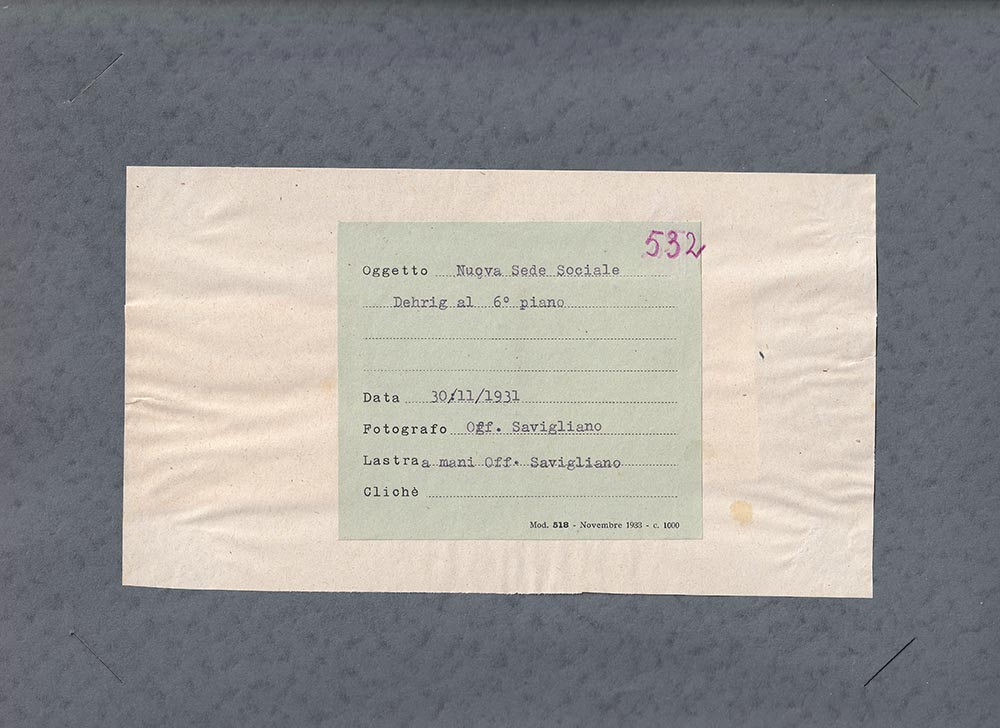 532
Oggetto Nuova Sede Sociale
Dehrig al 6º piano
Data 30/11/1931
Fotografo Off. Savigliano
Lastra a mani Off. Savigliano
Clichè
Mod. 518 - Novembre 1933 - c. 1000